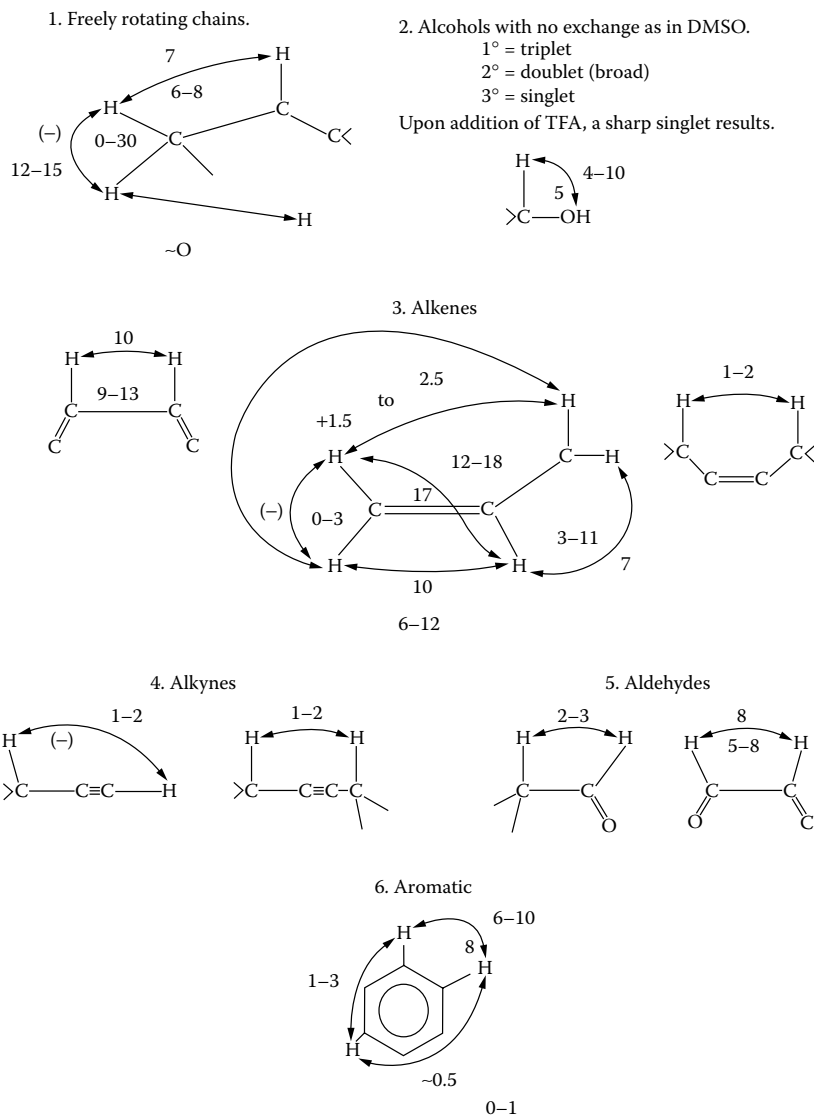 1. Freely rotating chains.
7
H
6–8
H
C
(–)
0–30
C
C
12–15
H
H
~O
2. Alcohols with no exchange as in DMSO.
1° = triplet
2° = doublet (broad)
3° = singlet
Upon addition of TFA, a sharp singlet results.
H
4–10
5
C
OH
3. Alkenes
10
H
H
9–13
C
C
C
C
2.5
to
+1.5
H
H
12–18
C
H
17
(–)
C
C
0–3
3–11
H
H
7
10
6–12
1–2
H
H
C
C
C
C
4. Alkynes
1–2
H
(–)
C
C≡C
H
1–2
H
H
C
C≡C
C
5. Aldehydes
2–3
H
H
C
C
O
8
H
H
5–8
C
C
O
C
6. Aromatic
6–10
H
8
H
1–3
H
~0.5
0–1